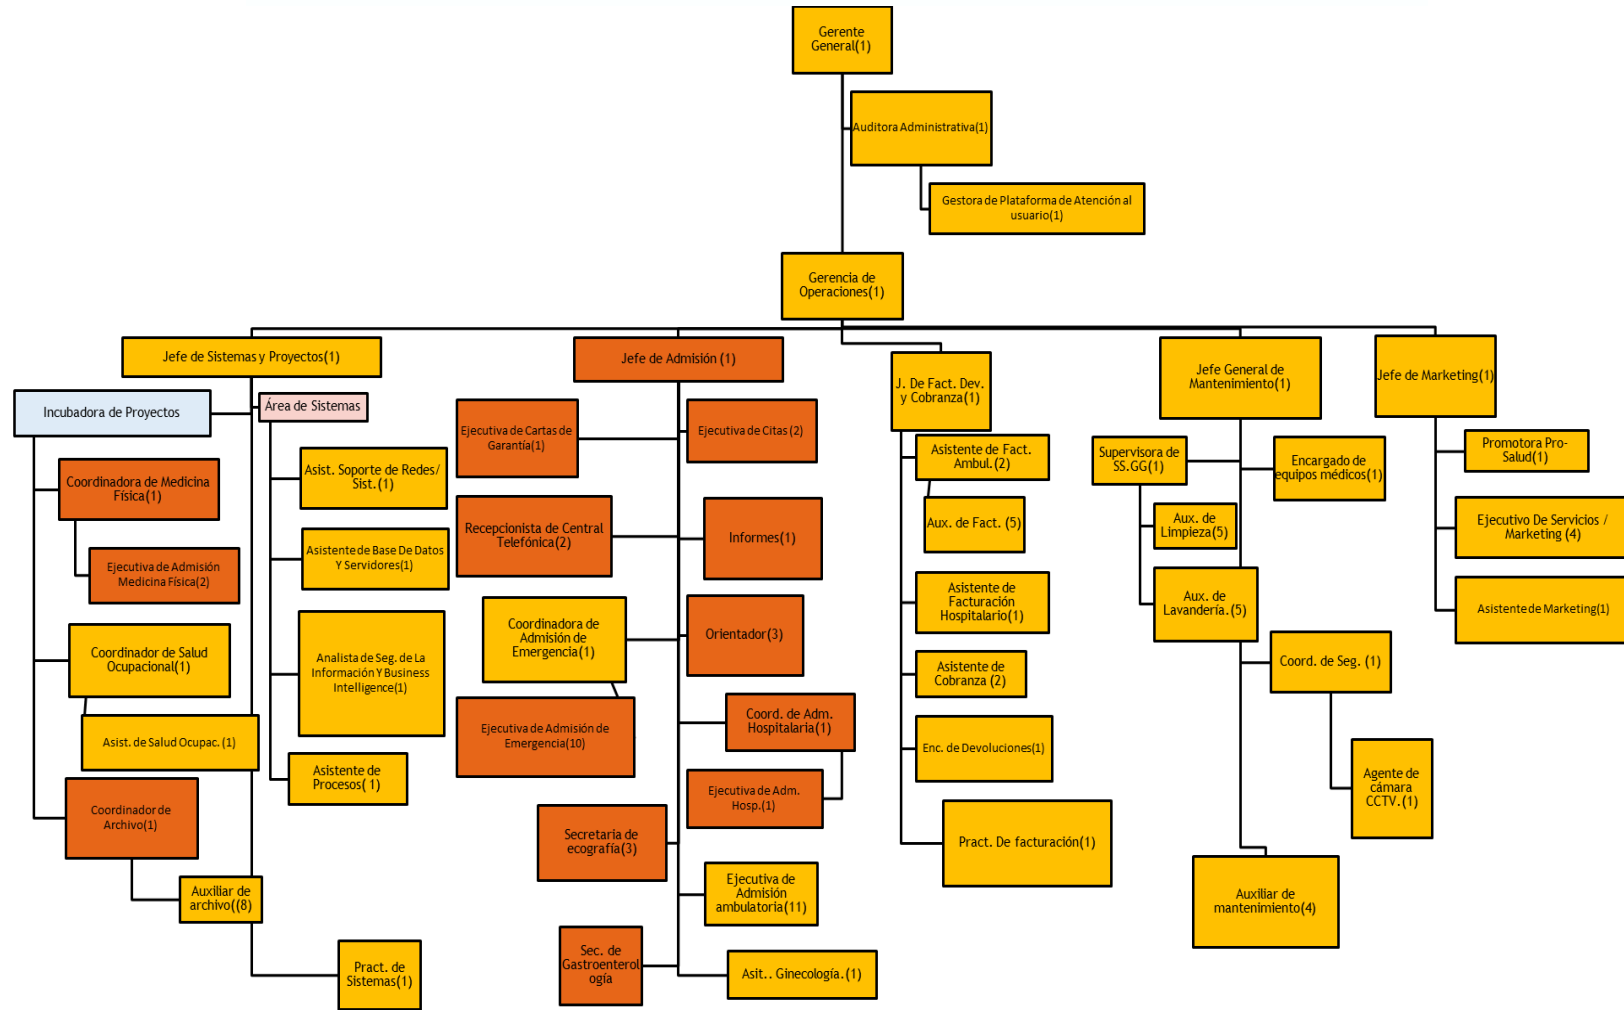 Gerente
General(1)
Auditora Administrativa(1)
Gestora de Plataforma de Atención al
usuario(1)
Gerencia de
Operaciones(1)
Jefe de Sistemas y Proyectos(1)
Incubadora de Proyectos
Área de Sistemas
Coordinadora de Medicina
Física(1)
Ejecutiva de Admisión
Medicina Física(2)
Coordinador de Salud
Ocupacional(1)
Asist. de Salud Ocupac. (1)
Coordinador de
Archivo(1)
Auxiliar de
archivo((8)
Asist. Soporte de Redes/
Sist. (1)
Asistente de Base De Datos
Y Servidores(1)
Analista de Seg. de La
Información Y Business
Intelligence(1)
Asistente de
Procesos( 1)
Pract. de
Sistemas(1)
Jefe de Admisión (1)
Ejecutiva de Cartas de
Garantía(1)
Ejecutiva de Citas (2)
Recepcionista de Central
Telefónica(2)
Informes(1)
Coordinadora de
Admisión de
Emergencia(1)
Orientador(3)
Ejecutiva de Admisión de
Emergencia(10)
Coord. de Adm.
Hospitalaria(1)
Ejecutiva de Adm.
Hosp.(1)
Secretaria de
ecografía(3)
Ejecutiva de
Admisión
ambulatoria(11)
Sec. de
Gastroenterol
ogía
Asit.. Ginecología.(1)
J. De Fact. Dev.
y Cobranza(1)
Asistente de Fact.
Ambul.(2)
Aux. de Fact. (5)
Asistente de
Facturación
Hospitalario(1)
Asistente de
Cobranza (2)
Enc. de Devoluciones(1)
Pract. De facturación(1)
Jefe General de
Mantenimiento(1)
Supervisora de
SS.GG(1)
Encargado de
equipos médicos(1)
Aux. de
Limpieza(5)
Aux. de
Lavandería. (5)
Coord. de Seg. (1)
Agente de
cámara
CCTV.(1)
Auxiliar de
mantenimiento(4)
Jefe de Marketing(1)
Promotora Pro-
Salud(1)
Ejecutivo De Servicios /
Marketing (4)
Asistente de Marketing(1)